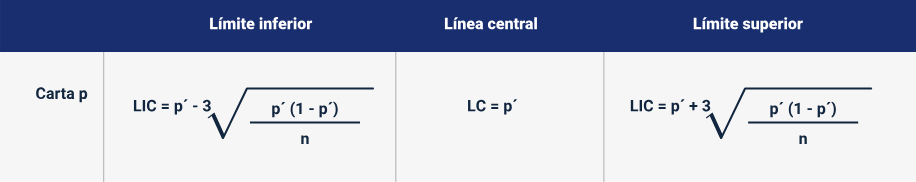 Límite inferior Línea central Límite superior
Carta p
LIC = p´ - 3 √ p´ (1 - p´) / n
LC = p´
LIC = p´ + 3 √ p´ (1 - p´) / n